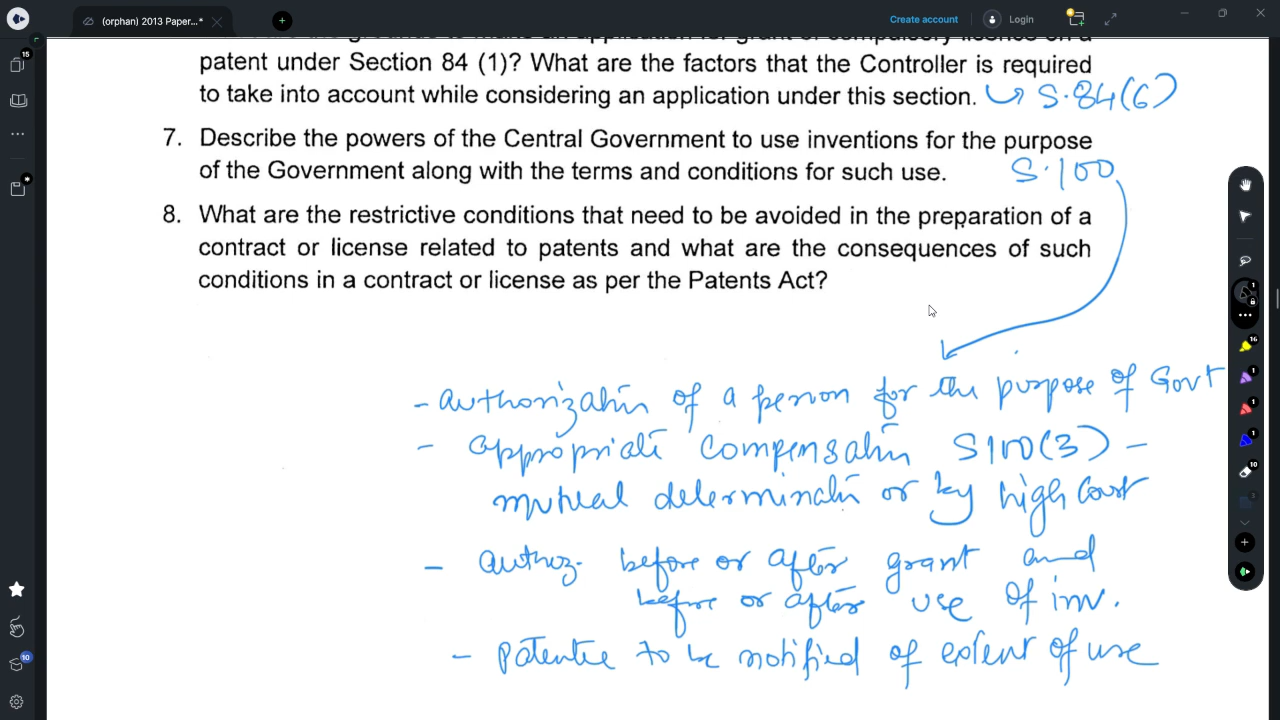 (orphan) 2013 Paper...*
Create account
Login
patent under Section 84 (1)? What are the factors that the Controller is required
to take into account while considering an application under this section. S.84(6)
7. Describe the powers of the Central Government to use inventions for the purpose
of the Government along with the terms and conditions for such use. S.100
8. What are the restrictive conditions that need to be avoided in the preparation of a
contract or license related to patents and what are the consequences of such
conditions in a contract or license as per the Patents Act?
- authorization of a person for the purpose of Govt
- appropriate compensation S100(3) -
mutual determination or by high Court
- authoz. before or after grant and
before or after use of inv.
- patentee to be notified of extent of use